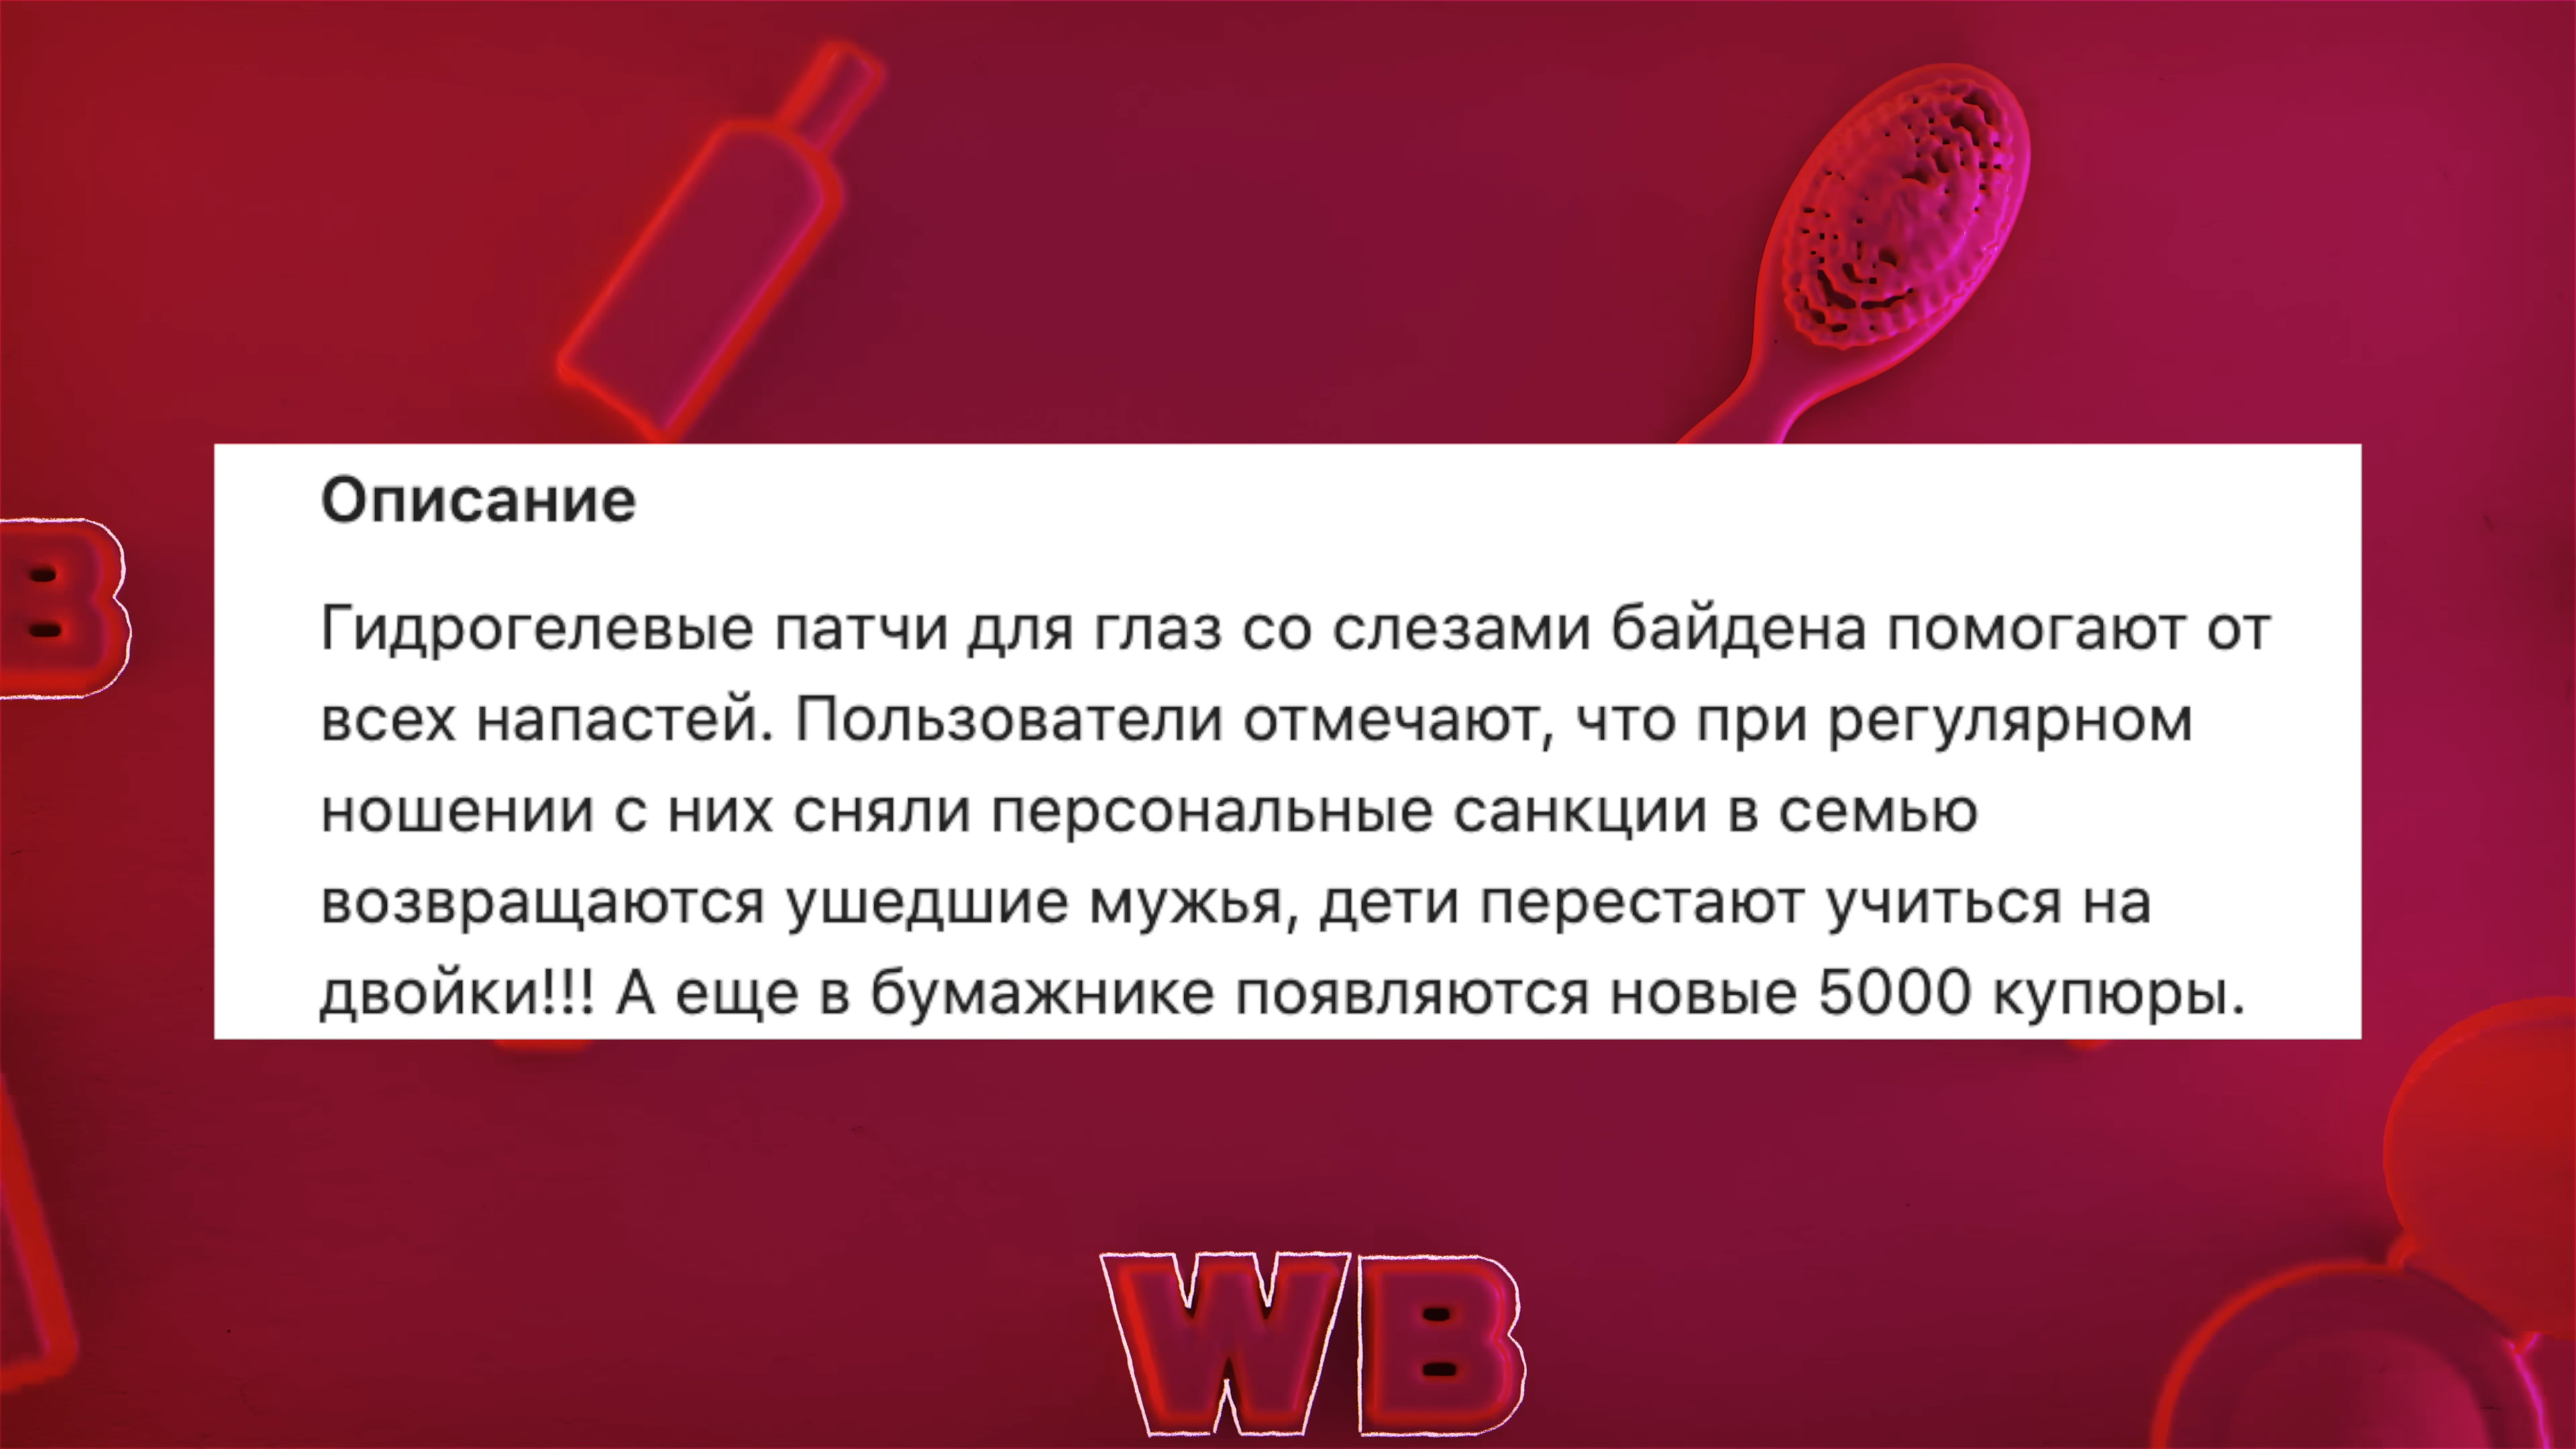 Описание
Гидрогелевые патчи для глаз со слезами байдена помогают от
всех напастей. Пользователи отмечают, что при регулярном
ношении с них сняли персональные санкции в семью
возвращаются ушедшие мужья, дети перестают учиться на
двойки!!! А еще в бумажнике появляются новые 5000 купюры.
B
WB